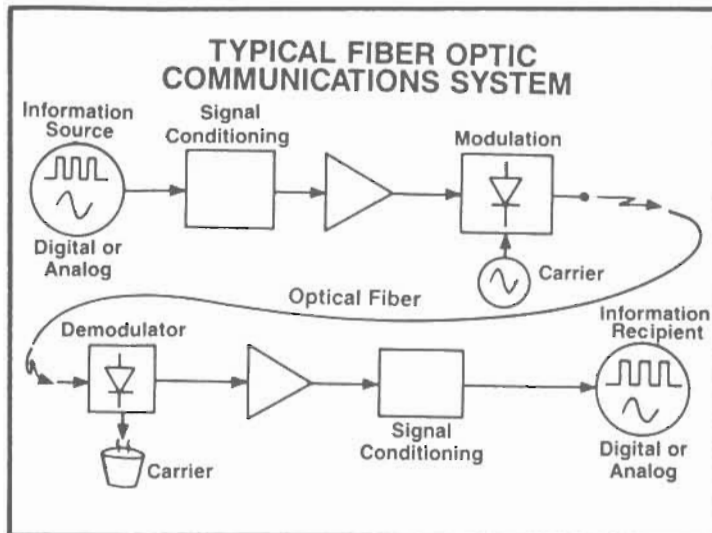 TYPICAL FIBER OPTIC
COMMUNICATIONS SYSTEM
Information
Source
Signal
Conditioning
Modulation
Digital or
Analog
Carrier
Optical Fiber
Demodulator
Information
Recipient
Carrier
Signal
Conditioning
Digital or
Analog